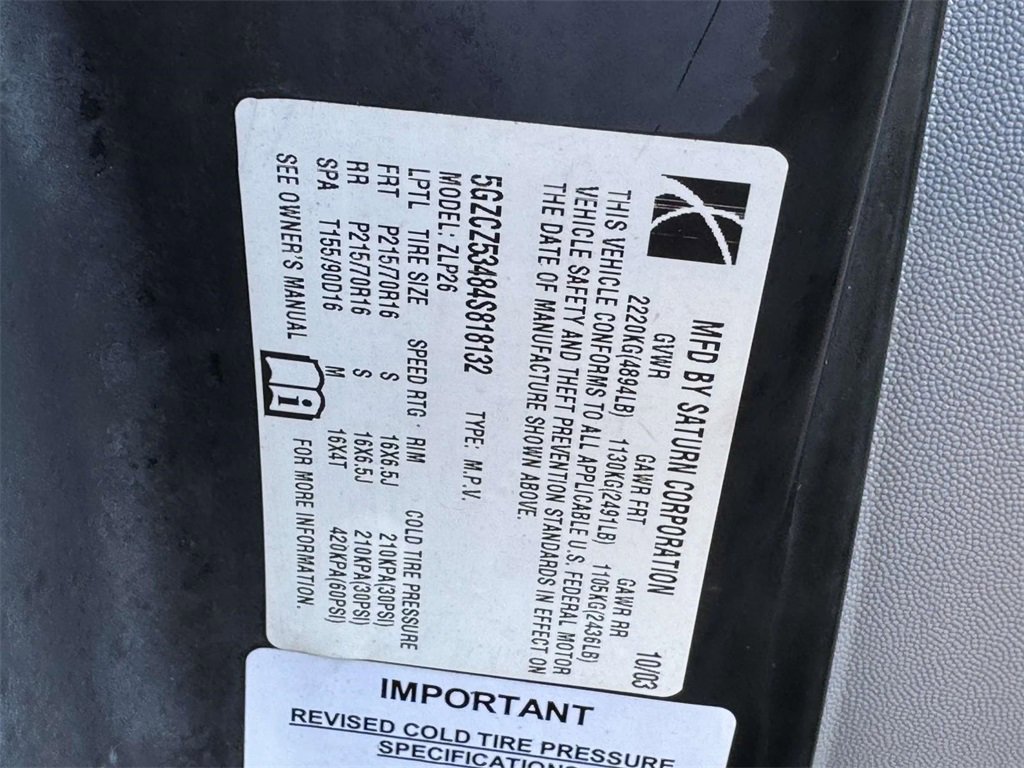 MFD BY SATURN CORPORATION 10/03
GVWR GAWR FRT GAWR RR
2220KG(4894LB) 1130KG(2491LB) 1105KG(2436LB)
THIS VEHICLE CONFORMS TO ALL APPLICABLE U.S. FEDERAL MOTOR
VEHICLE SAFETY AND THEFT PREVENTION STANDARDS IN EFFECT ON
THE DATE OF MANUFACTURE SHOWN ABOVE.
5GZCZ53484S818132 TYPE: M.P.V.
MODEL: ZLP26
LPTL TIRE SIZE SPEED RTG RIM COLD TIRE PRESSURE
FRT P215/70R16 S 16X6.5J 210KPA(30PSI)
RR P215/70R16 S 16X6.5J 210KPA(30PSI)
SPA T155/90D16 M 16X4T 420KPA(60PSI)
SEE OWNER'S MANUAL i FOR MORE INFORMATION.
IMPORTANT
REVISED COLD TIRE PRESSURE